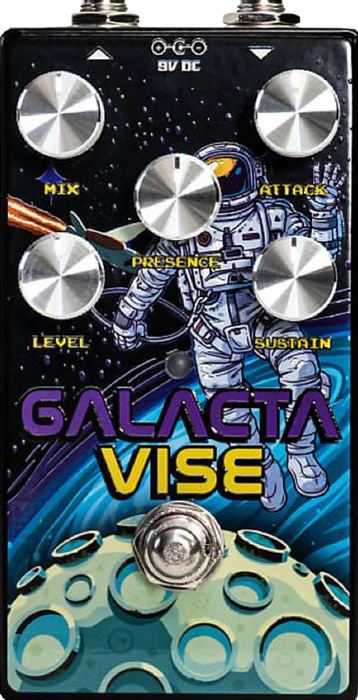 9V DC
MIX
ATTACK
PRESENCE
LEVEL
SUSTAIN
GALACTA
VISE